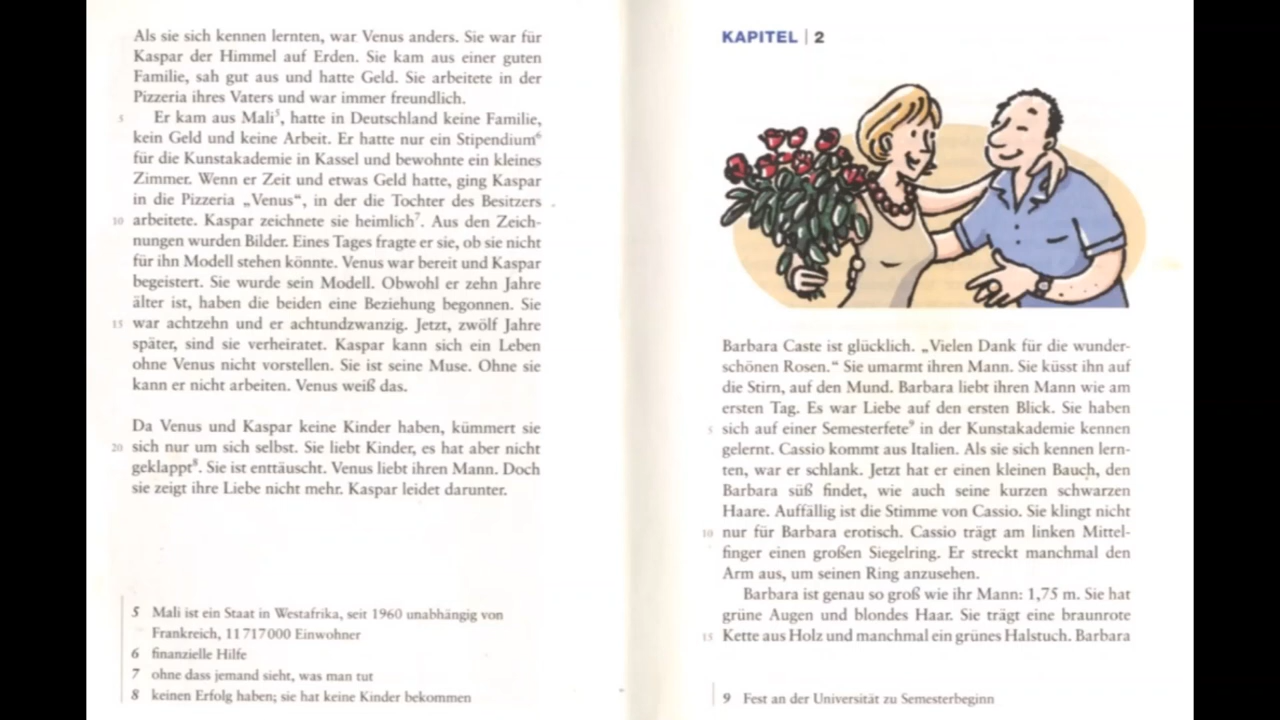 Als sie sich kennen lernten, war Venus anders. Sie war für
Kaspar der Himmel auf Erden. Sie kam aus einer guten
Familie, sah gut aus und hatte Geld. Sie arbeitete in der
Pizzeria ihres Vaters und war immer freundlich.
5 Er kam aus Mali⁵, hatte in Deutschland keine Familie,
kein Geld und keine Arbeit. Er hatte nur ein Stipendium⁶
für die Kunstakademie in Kassel und bewohnte ein kleines
Zimmer. Wenn er Zeit und etwas Geld hatte, ging Kaspar
in die Pizzeria „Venus“, in der die Tochter des Besitzers
10 arbeitete. Kaspar zeichnete sie heimlich⁷. Aus den Zeich-
nungen wurden Bilder. Eines Tages fragte er sie, ob sie nicht
für ihn Modell stehen könnte. Venus war bereit und Kaspar
begeistert. Sie wurde sein Modell. Obwohl er zehn Jahre
älter ist, haben die beiden eine Beziehung begonnen. Sie
15 war achtzehn und er achtundzwanzig. Jetzt, zwölf Jahre
später, sind sie verheiratet. Kaspar kann sich ein Leben
ohne Venus nicht vorstellen. Sie ist seine Muse. Ohne sie
kann er nicht arbeiten. Venus weiß das.
Da Venus und Kaspar keine Kinder haben, kümmert sie
20 sich nur um sich selbst. Sie liebt Kinder, es hat aber nicht
geklappt⁸. Sie ist enttäuscht. Venus liebt ihren Mann. Doch
sie zeigt ihre Liebe nicht mehr. Kaspar leidet darunter.
5 Mali ist ein Staat in Westafrika, seit 1960 unabhängig von
Frankreich, 11 717 000 Einwohner
6 finanzielle Hilfe
7 ohne dass jemand sieht, was man tut
8 keinen Erfolg haben; sie hat keine Kinder bekommen
KAPITEL | 2
Barbara Caste ist glücklich. „Vielen Dank für die wunder-
schönen Rosen.“ Sie umarmt ihren Mann. Sie küsst ihn auf
die Stirn, auf den Mund. Barbara liebt ihren Mann wie am
ersten Tag. Es war Liebe auf den ersten Blick. Sie haben
5 sich auf einer Semesterfete⁹ in der Kunstakademie kennen
gelernt. Cassio kommt aus Italien. Als sie sich kennen lern-
ten, war er schlank. Jetzt hat er einen kleinen Bauch, den
Barbara süß findet, wie auch seine kurzen schwarzen
Haare. Auffällig ist die Stimme von Cassio. Sie klingt nicht
10 nur für Barbara erotisch. Cassio trägt am linken Mittel-
finger einen großen Siegelring. Er streckt manchmal den
Arm aus, um seinen Ring anzusehen.
Barbara ist genau so groß wie ihr Mann: 1,75 m. Sie hat
grüne Augen und blondes Haar. Sie trägt eine braunrote
15 Kette aus Holz und manchmal ein grünes Halstuch. Barbara
9 Fest an der Universität zu Semesterbeginn